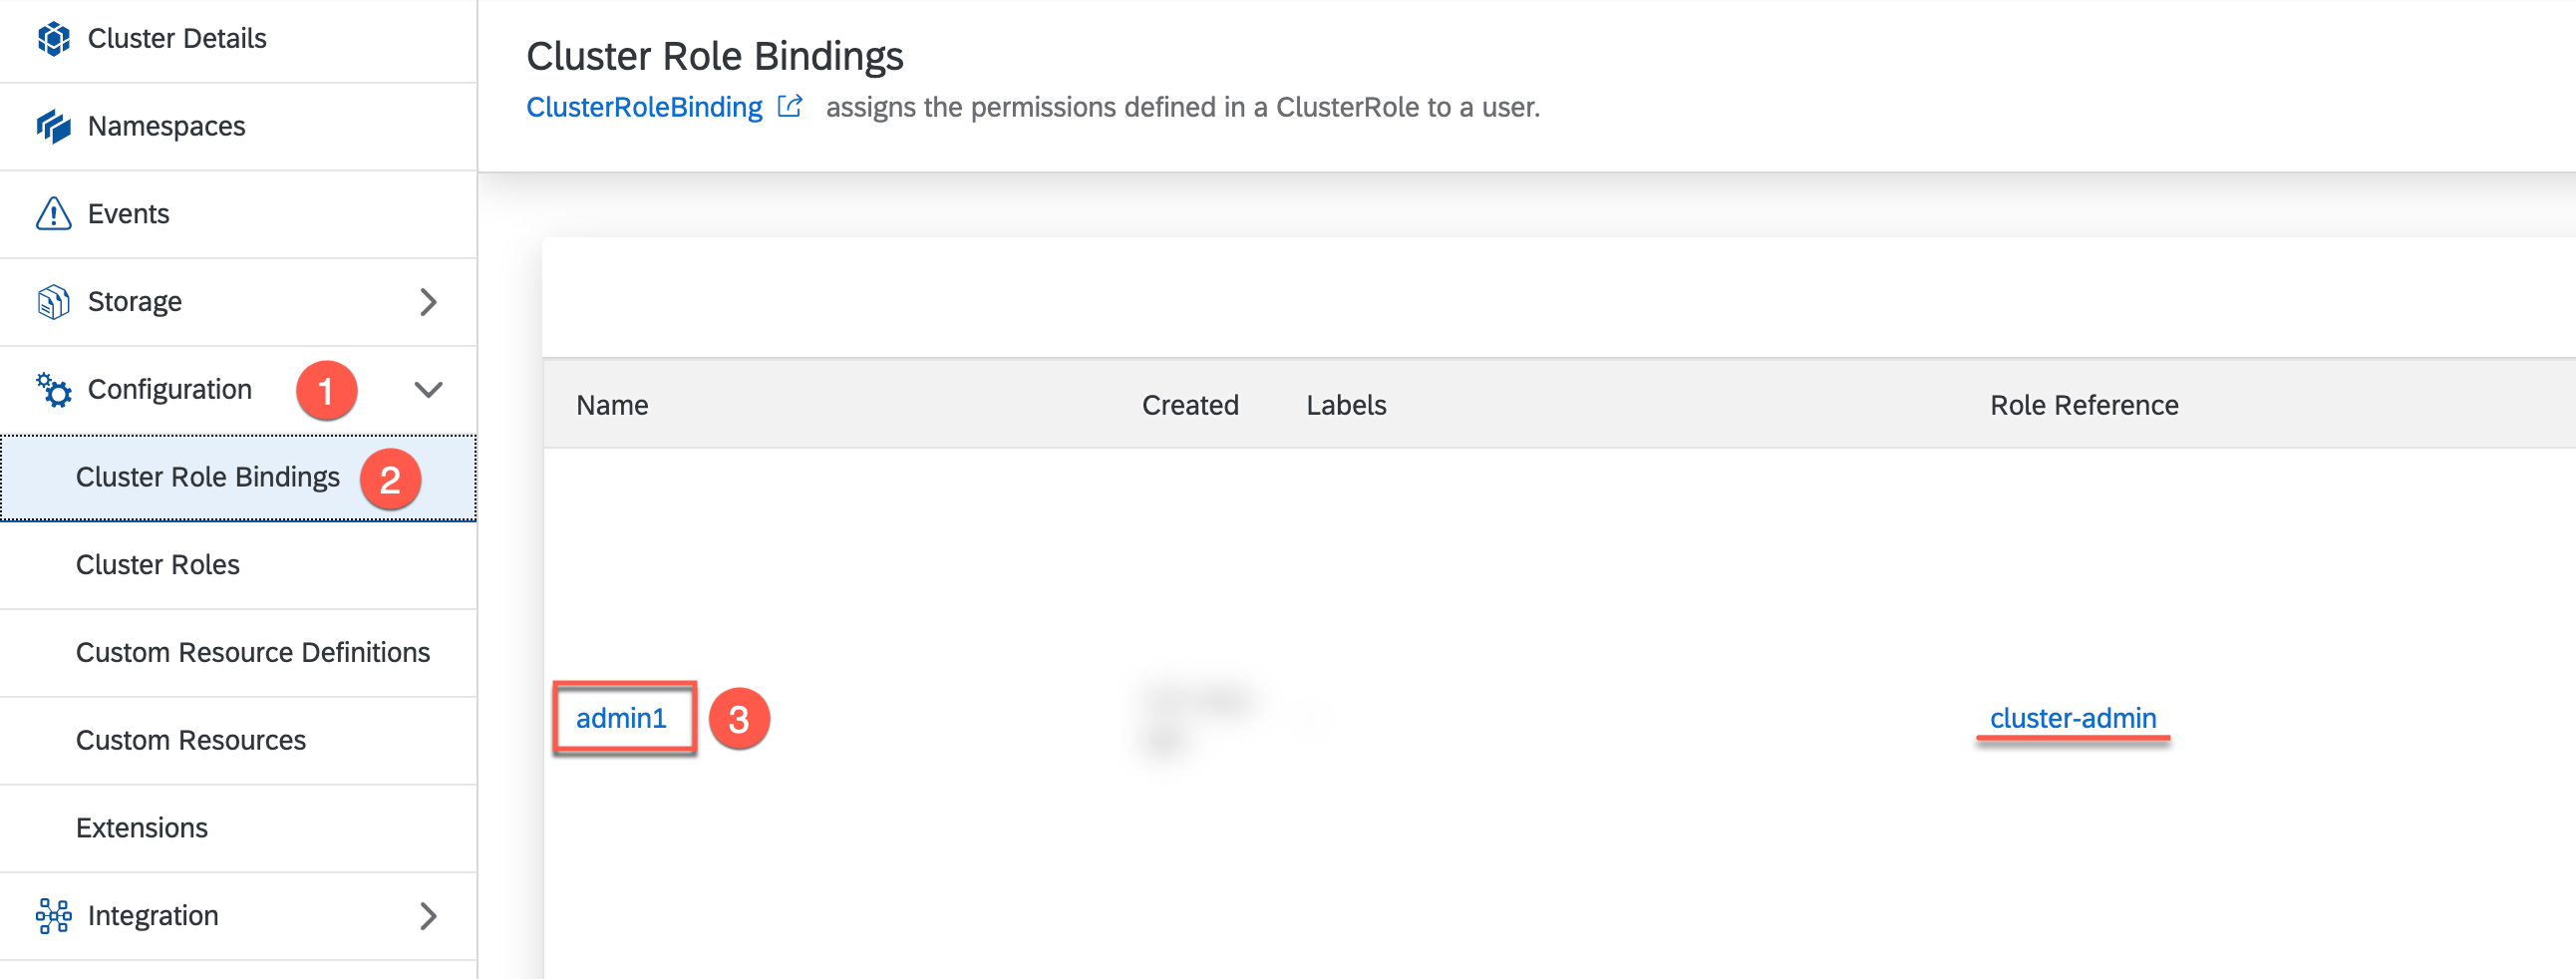 Cluster Details
Namespaces
Events
Storage
Configuration 1
Cluster Role Bindings 2
Cluster Roles
Custom Resource Definitions
Custom Resources
Extensions
Integration
Cluster Role Bindings
ClusterRoleBinding assigns the permissions defined in a ClusterRole to a user.
Name Created Labels Role Reference
admin1 3 cluster-admin